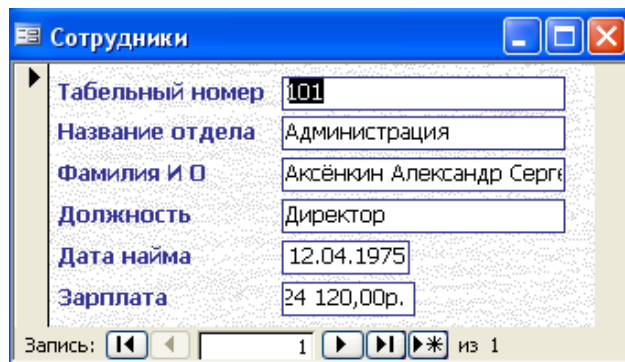 Сотрудники
Табельный номер 101
Название отдела Администрация
Фамилия И О Аксёнкин Александр Серге
Должность Директор
Дата найма 12.04.1975
Зарплата 24 120,00р.
Запись: 1 из 1